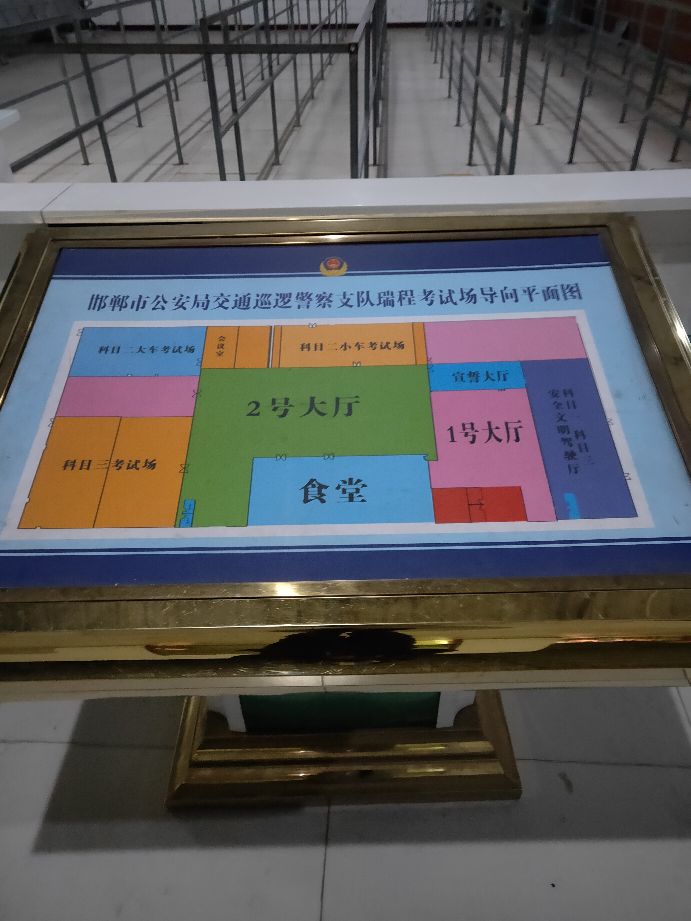 邯郸市公安局交通巡逻警察支队瑞程考试场导向平面图
科目二大车考试场
会议室
科目二小车考试场
宣誓大厅
2号大厅
1号大厅
科目一 科目三
安全文明驾驶厅
科目三考试场
食堂